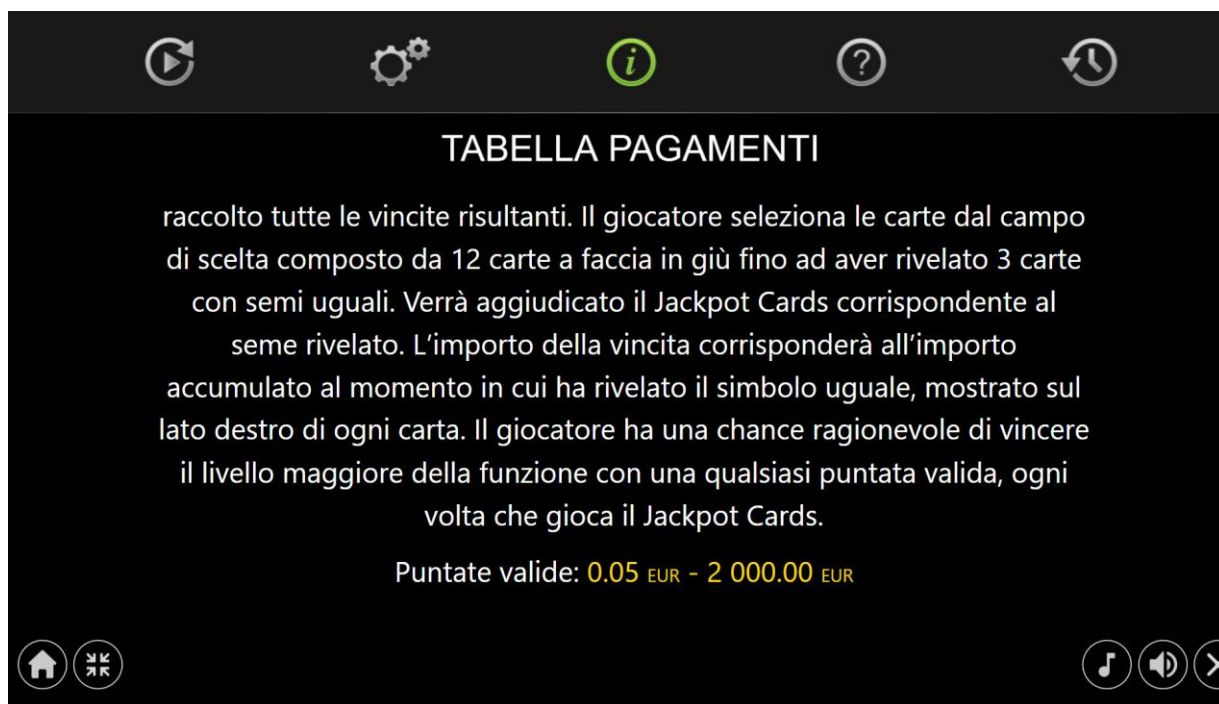 TABELLA PAGAMENTI
raccolto tutte le vincite risultanti. Il giocatore seleziona le carte dal campo
di scelta composto da 12 carte a faccia in giù fino ad aver rivelato 3 carte
con semi uguali. Verrà aggiudicato il Jackpot Cards corrispondente al
seme rivelato. L’importo della vincita corrisponderà all’importo
accumulato al momento in cui ha rivelato il simbolo uguale, mostrato sul
lato destro di ogni carta. Il giocatore ha una chance ragionevole di vincere
il livello maggiore della funzione con una qualsiasi puntata valida, ogni
volta che gioca il Jackpot Cards.
Puntate valide: 0.05 EUR - 2 000.00 EUR